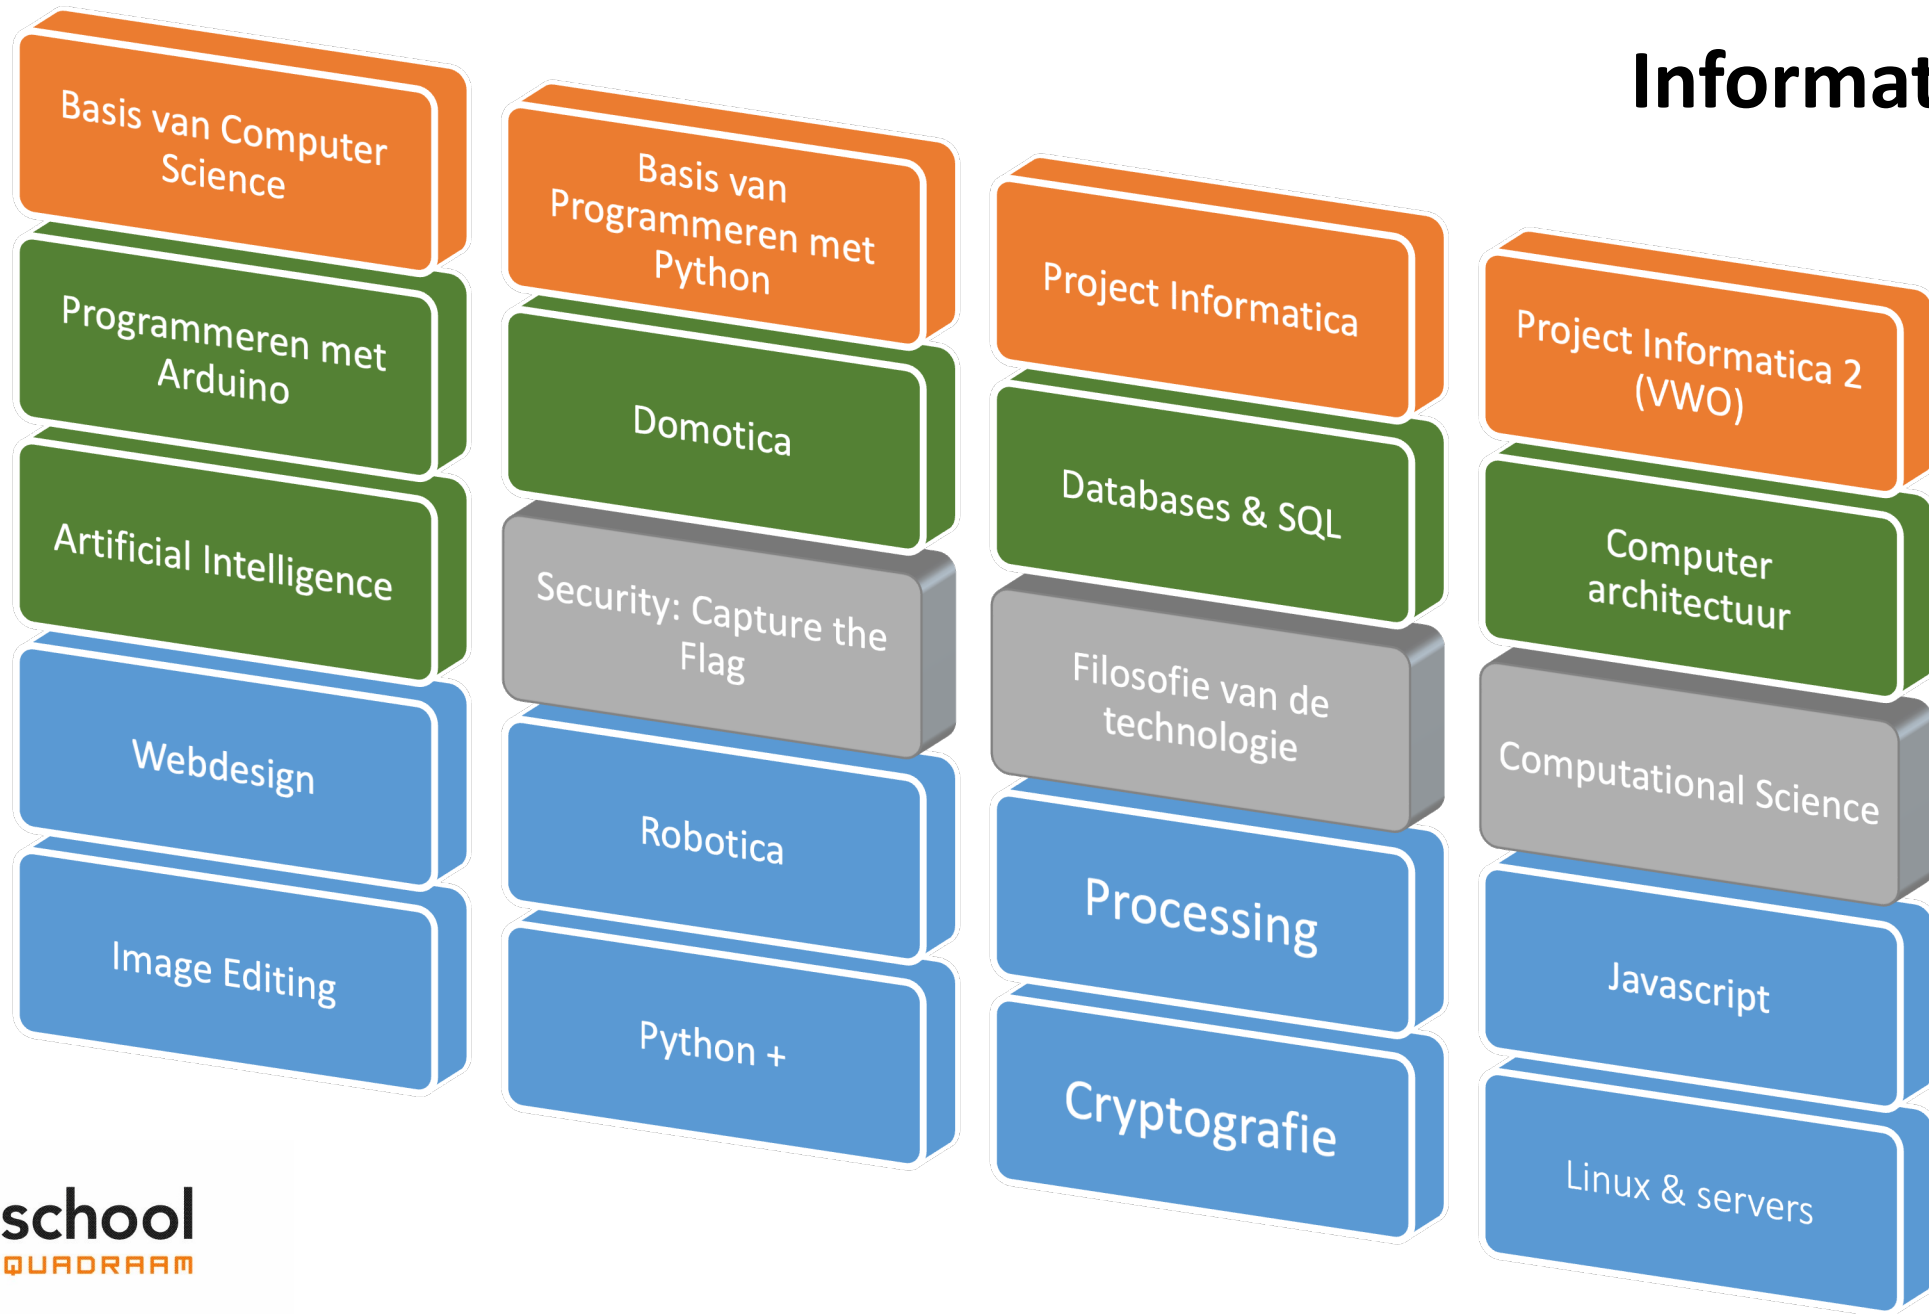 Informat
Basis van Computer
Science
Basis van
Programmeren met
Python
Project Informatica
Project Informatica 2
(VWO)
Programmeren met
Arduino
Domotica
Databases & SQL
Computer
architectuur
Artificial Intelligence
Security: Capture the
Flag
Filosofie van de
technologie
Computational Science
Webdesign
Robotica
Processing
Javascript
Image Editing
Python +
Cryptografie
Linux & servers
school
QUADRAAM